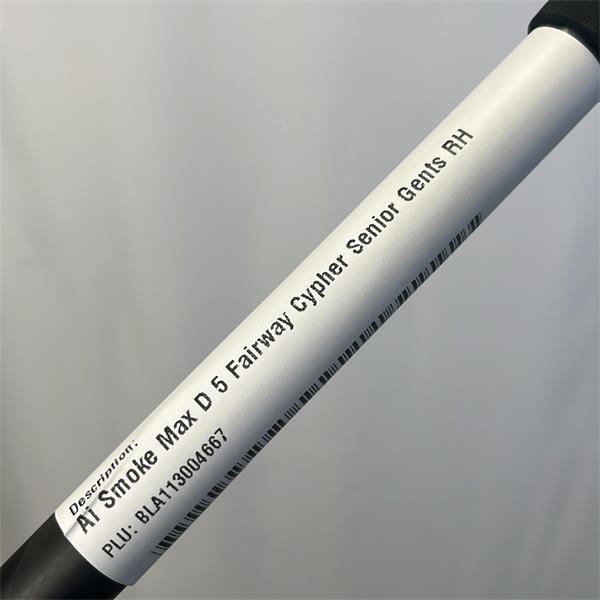 Description:
Ai Smoke Max D 5 Fairway Cypher Senior Gents RH
PLU: BLA113004667